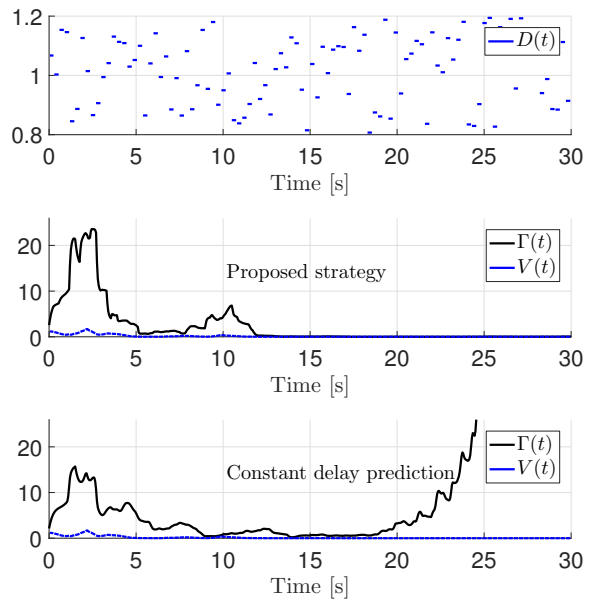 1.2
1
0.8
D(t)
0 5 10 15 20 25 30
Time [s]
20
10
0
Γ(t)
V(t)
Proposed strategy
0 5 10 15 20 25 30
Time [s]
20
10
0
Γ(t)
V(t)
Constant delay prediction
0 5 10 15 20 25 30
Time [s]